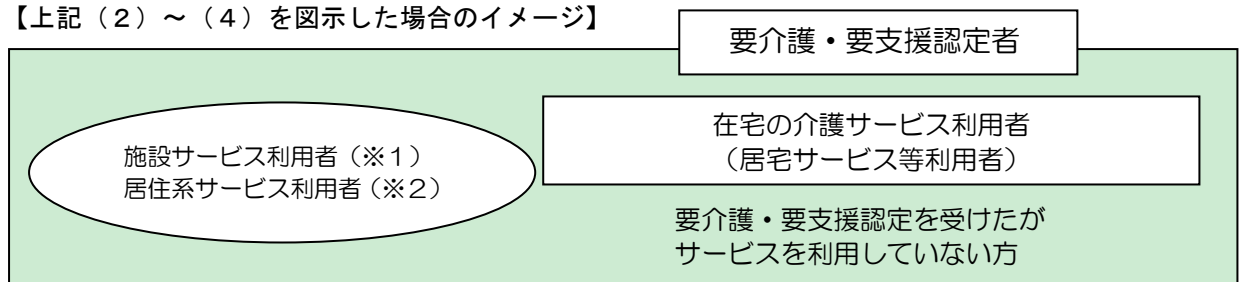 【上記（２）～（４）を図示した場合のイメージ】
要介護・要支援認定者
施設サービス利用者（※１）
居住系サービス利用者（※２）
在宅の介護サービス利用者
（居宅サービス等利用者）
要介護・要支援認定を受けたが
サービスを利用していない方